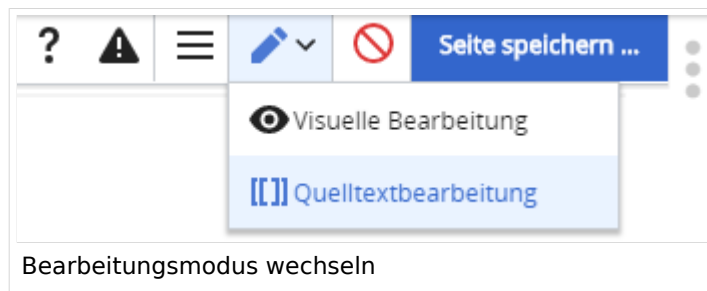 ? Seite speichern ...
Visuelle Bearbeitung
[[ ]] Quelltextbearbeitung
Bearbeitungsmodus wechseln